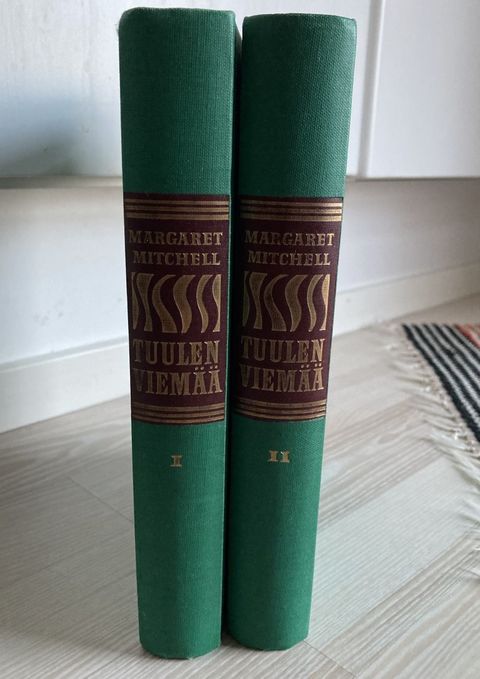 MARGARET
MITCHELL
TUULEN
VIEMÄÄ
I
MARGARET
MITCHELL
TUULEN
VIEMÄÄ
II